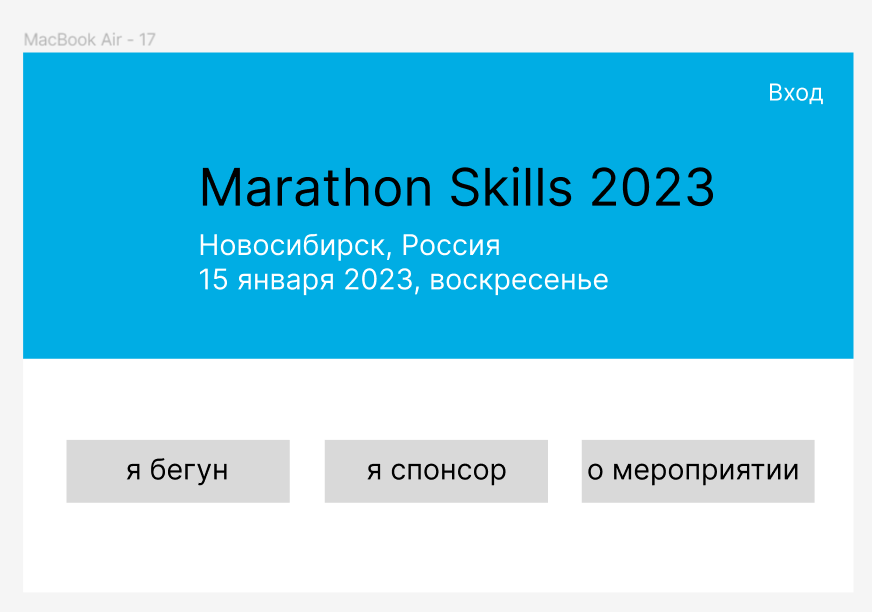 MacBook Air - 17
Вход
Marathon Skills 2023
Новосибирск, Россия
15 января 2023, воскресенье
я бегун
я спонсор
о мероприятии